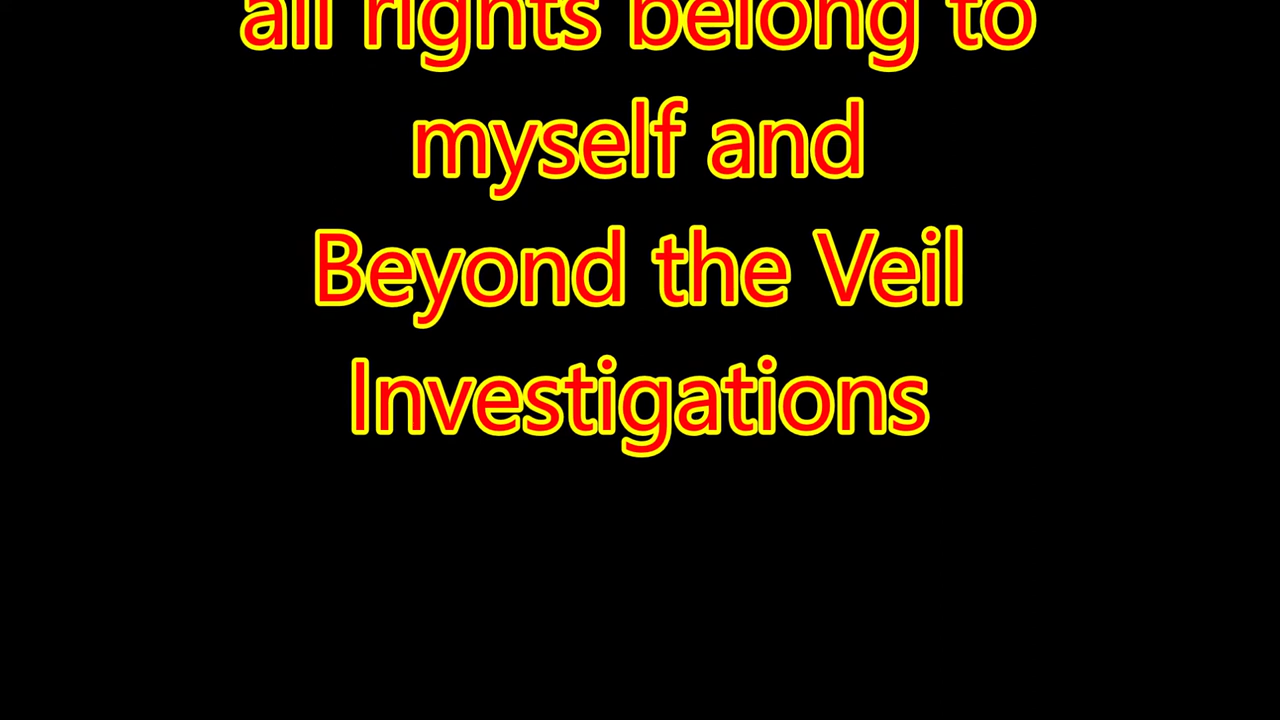 all rights belong to
myself and
Beyond the Veil
Investigations